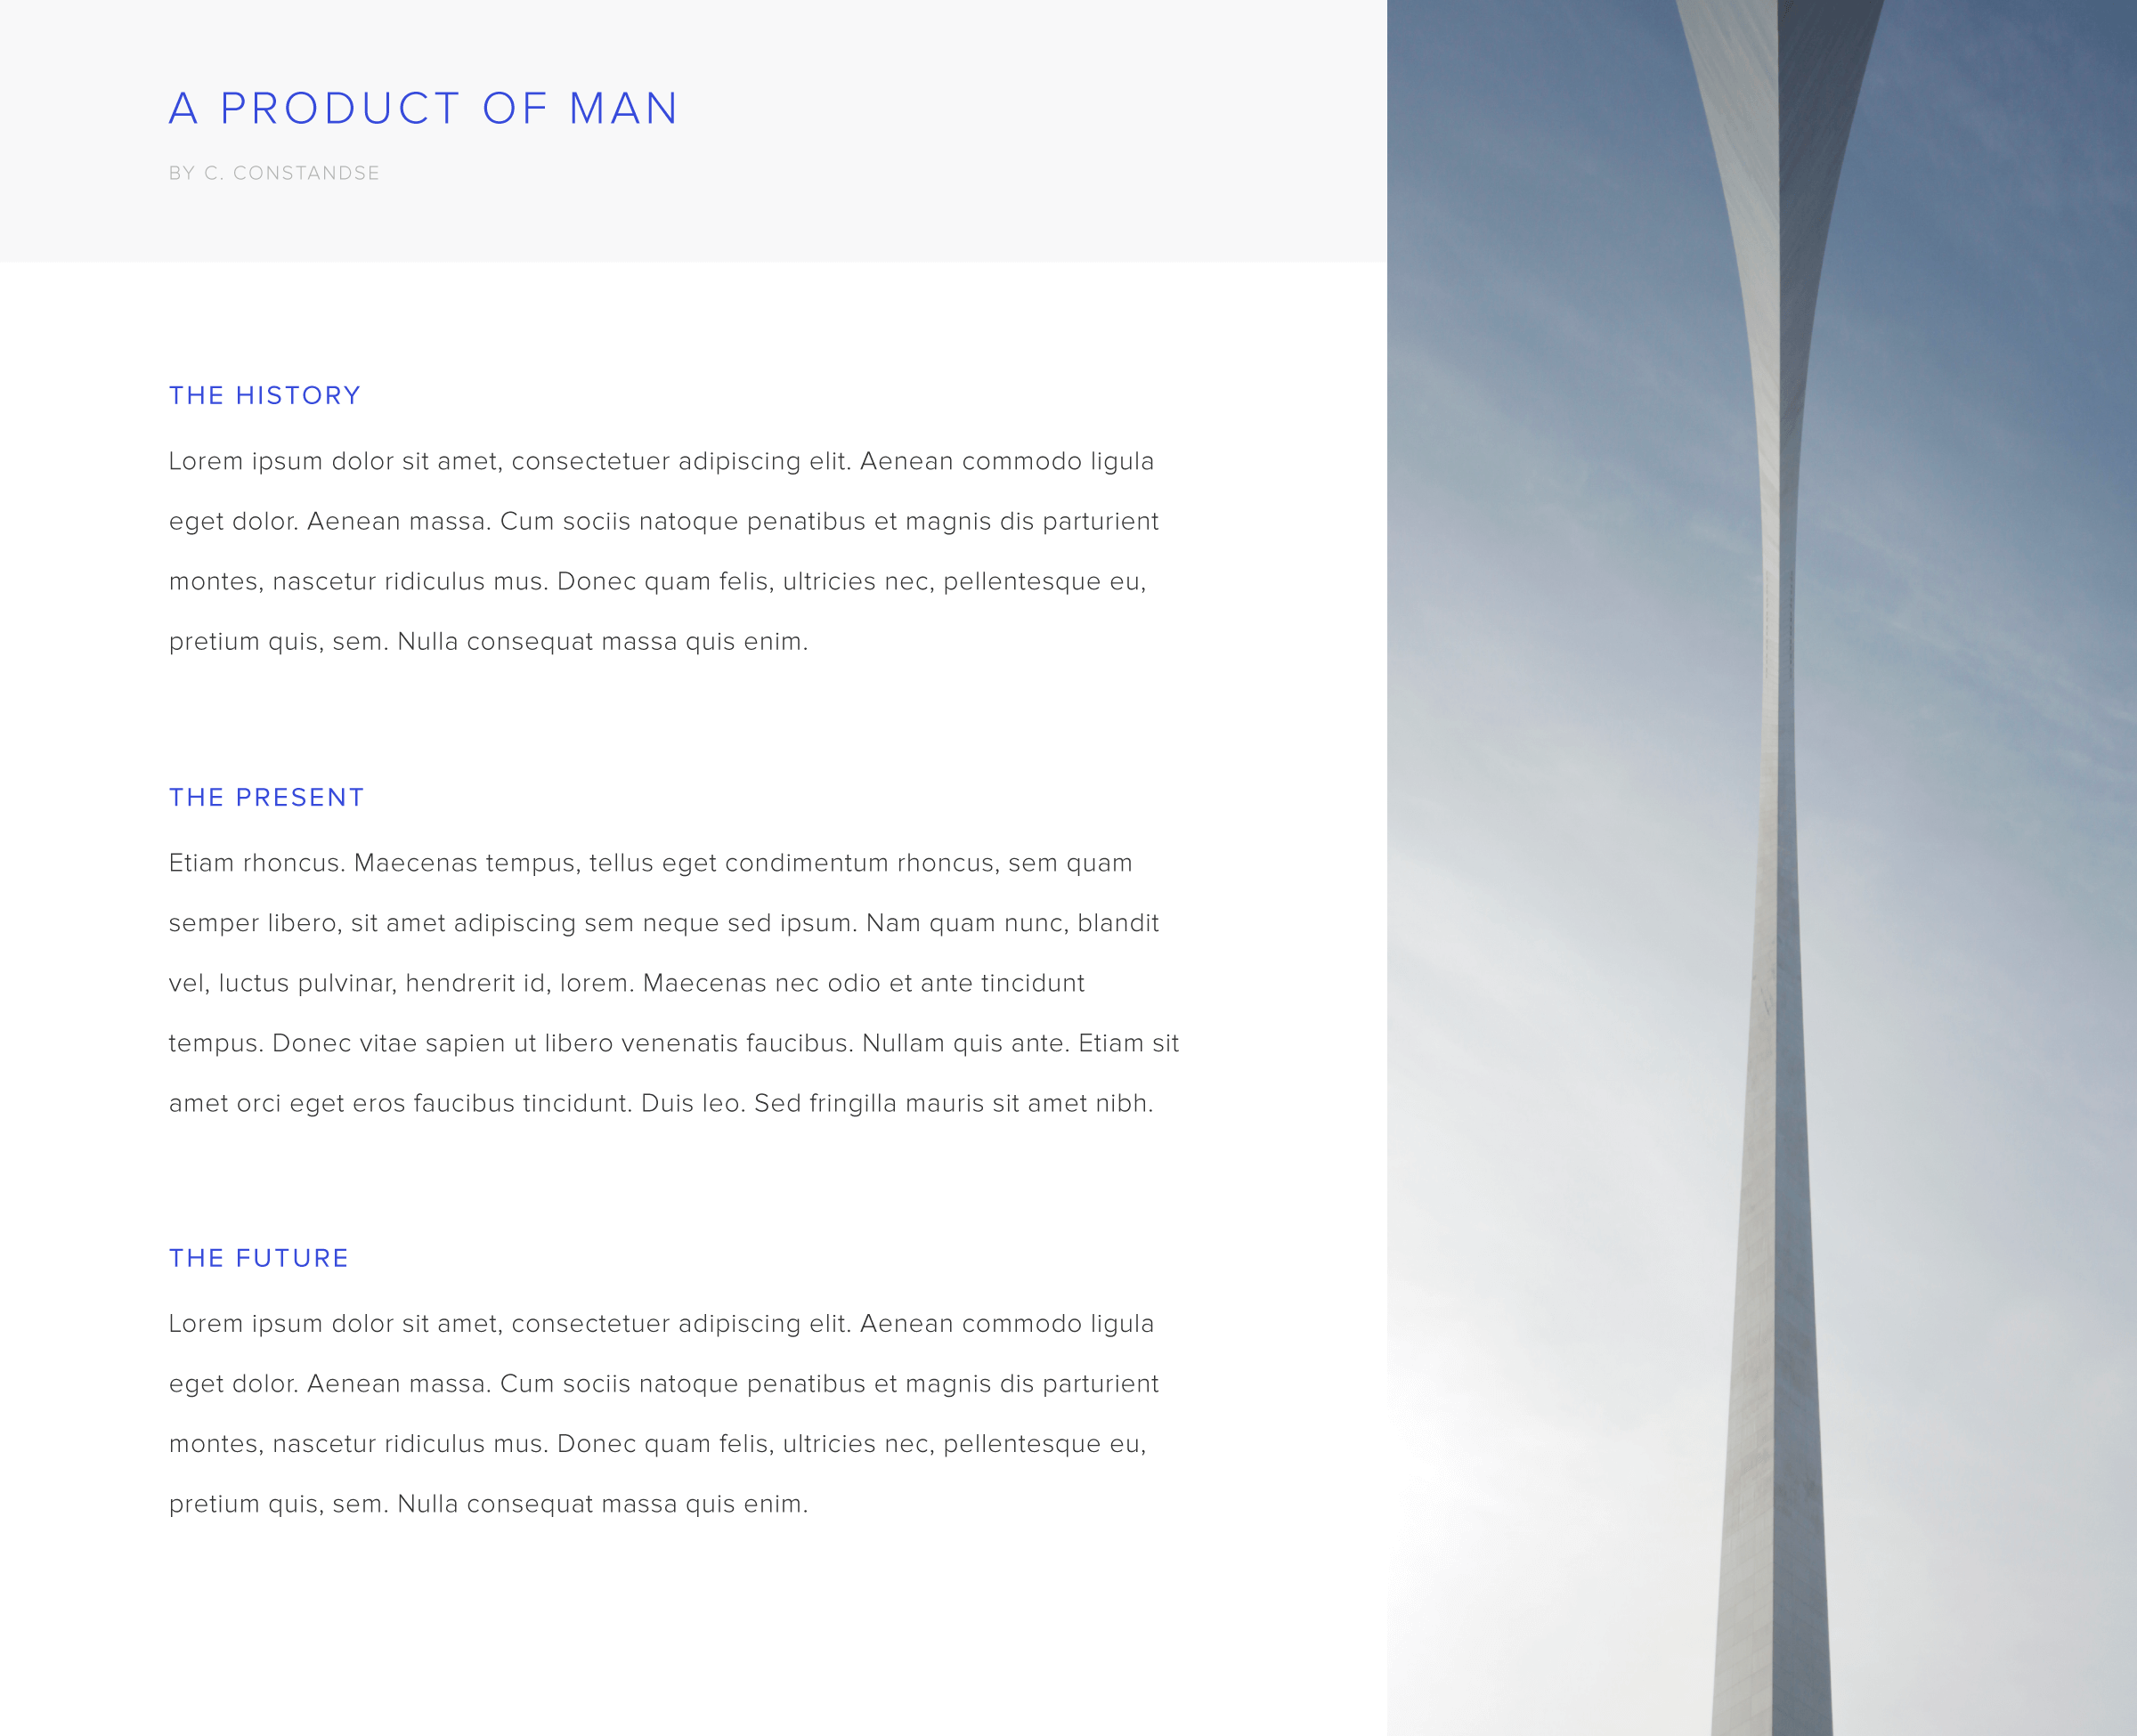 A PRODUCT OF MAN
BY C. CONSTANDSE
THE HISTORY
Lorem ipsum dolor sit amet, consectetuer adipiscing elit. Aenean commodo ligula
eget dolor. Aenean massa. Cum sociis natoque penatibus et magnis dis parturient
montes, nascetur ridiculus mus. Donec quam felis, ultricies nec, pellentesque eu,
pretium quis, sem. Nulla consequat massa quis enim.
THE PRESENT
Etiam rhoncus. Maecenas tempus, tellus eget condimentum rhoncus, sem quam
semper libero, sit amet adipiscing sem neque sed ipsum. Nam quam nunc, blandit
vel, luctus pulvinar, hendrerit id, lorem. Maecenas nec odio et ante tincidunt
tempus. Donec vitae sapien ut libero venenatis faucibus. Nullam quis ante. Etiam sit
amet orci eget eros faucibus tincidunt. Duis leo. Sed fringilla mauris sit amet nibh.
THE FUTURE
Lorem ipsum dolor sit amet, consectetuer adipiscing elit. Aenean commodo ligula
eget dolor. Aenean massa. Cum sociis natoque penatibus et magnis dis parturient
montes, nascetur ridiculus mus. Donec quam felis, ultricies nec, pellentesque eu,
pretium quis, sem. Nulla consequat massa quis enim.